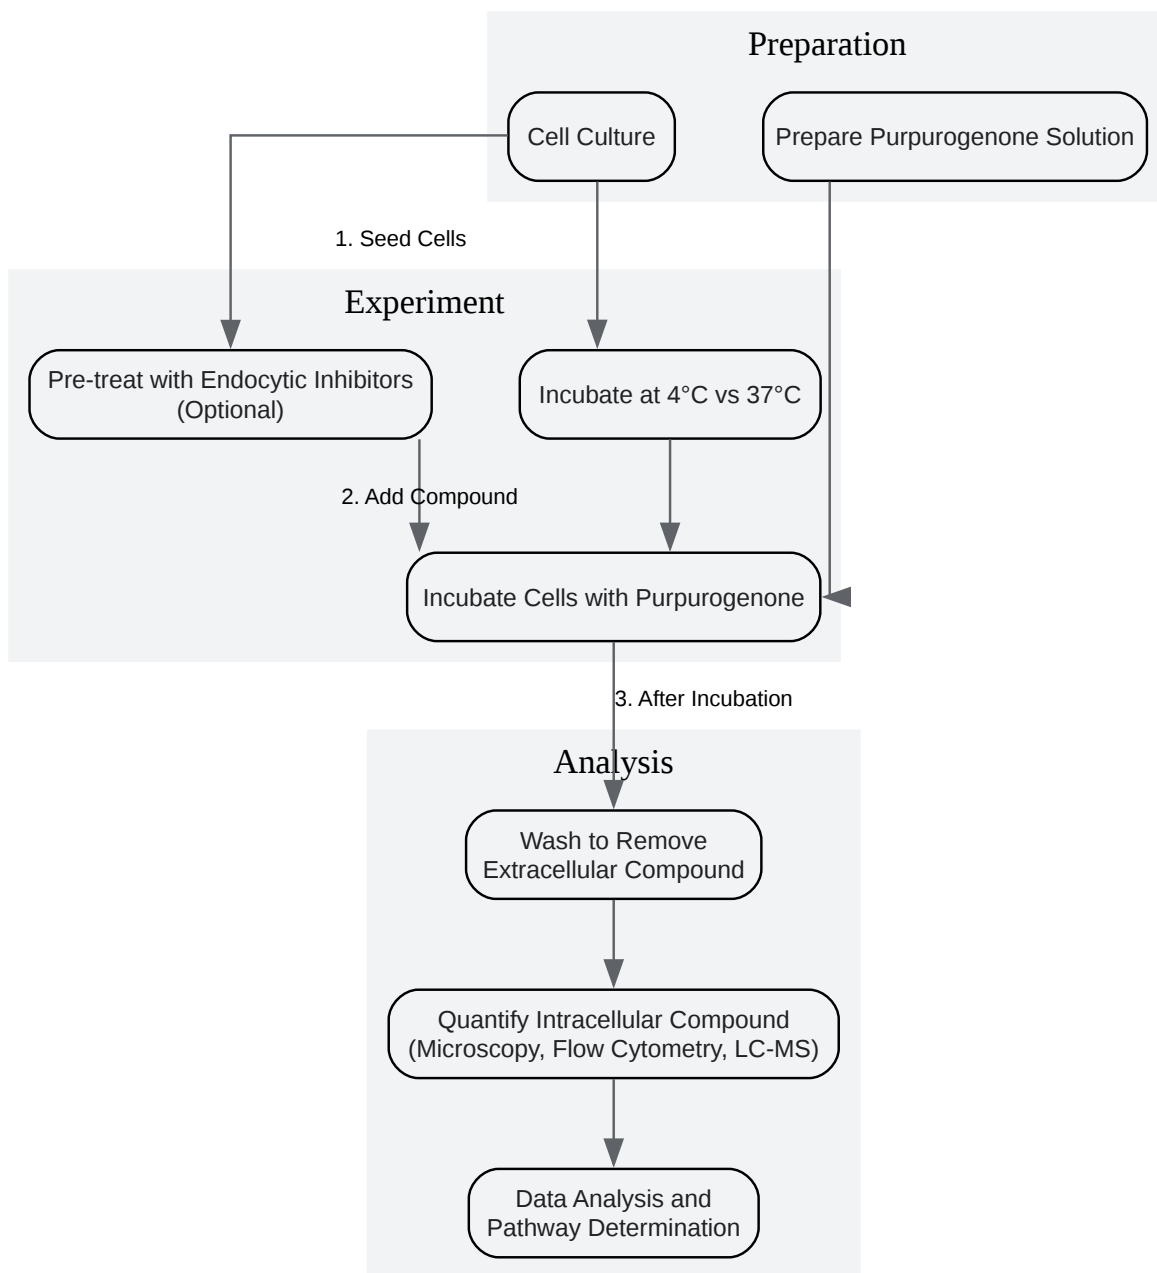 Preparation
Cell Culture
Prepare Purpurogenone Solution
1. Seed Cells
Experiment
Pre-treat with Endocytic Inhibitors
(Optional)
Incubate at 4°C vs 37°C
2. Add Compound
Incubate Cells with Purpurogenone
3. After Incubation
Analysis
Wash to Remove
Extracellular Compound
Quantify Intracellular Compound
(Microscopy, Flow Cytometry, LC-MS)
Data Analysis and
Pathway Determination